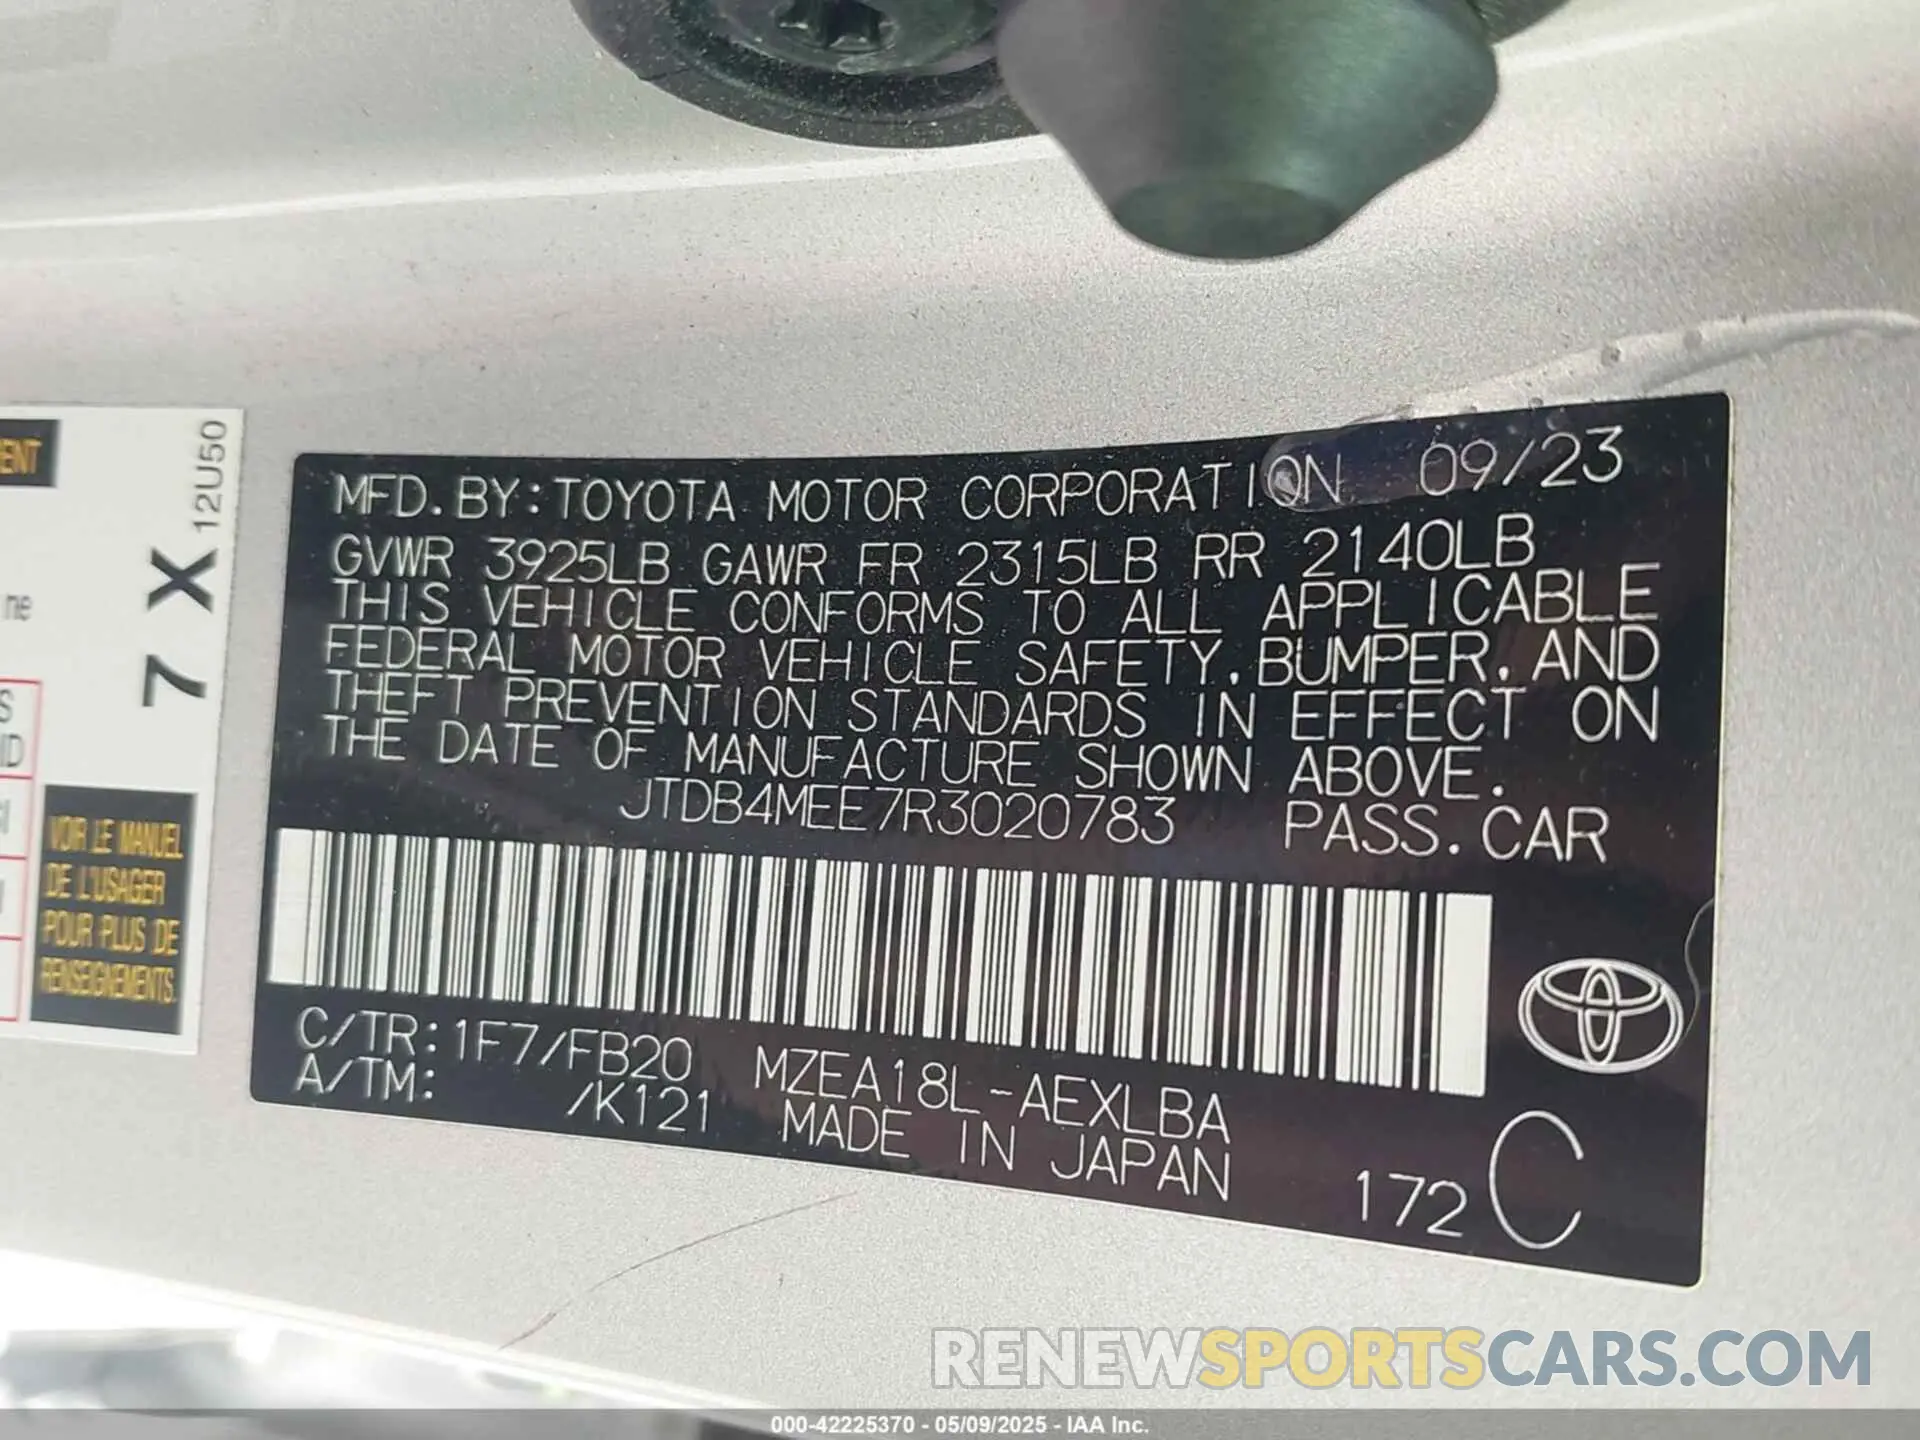 MFD. BY: TOYOTA MOTOR CORPORATION 09/23
GVWR 3925LB GAWR FR 2315LB RR 2140LB
THIS VEHICLE CONFORMS TO ALL APPLICABLE
FEDERAL MOTOR VEHICLE SAFETY, BUMPER, AND
THEFT PREVENTION STANDARDS IN EFFECT ON
THE DATE OF MANUFACTURE SHOWN ABOVE.
JTDB4MEE7R3020783 PASS. CAR
C/TR: 1F7/FB20 MZEA18L-AEXLBA
A/TM: /K121 MADE IN JAPAN
172 C
7 X 12U50
VOIR LE MANUEL
DE L'USAGER
POUR PLUS DE
RENSEIGNEMENTS.
RENEWSPORTSCARS.COM
000-42225370 - 05/09/2025 - IAA Inc.